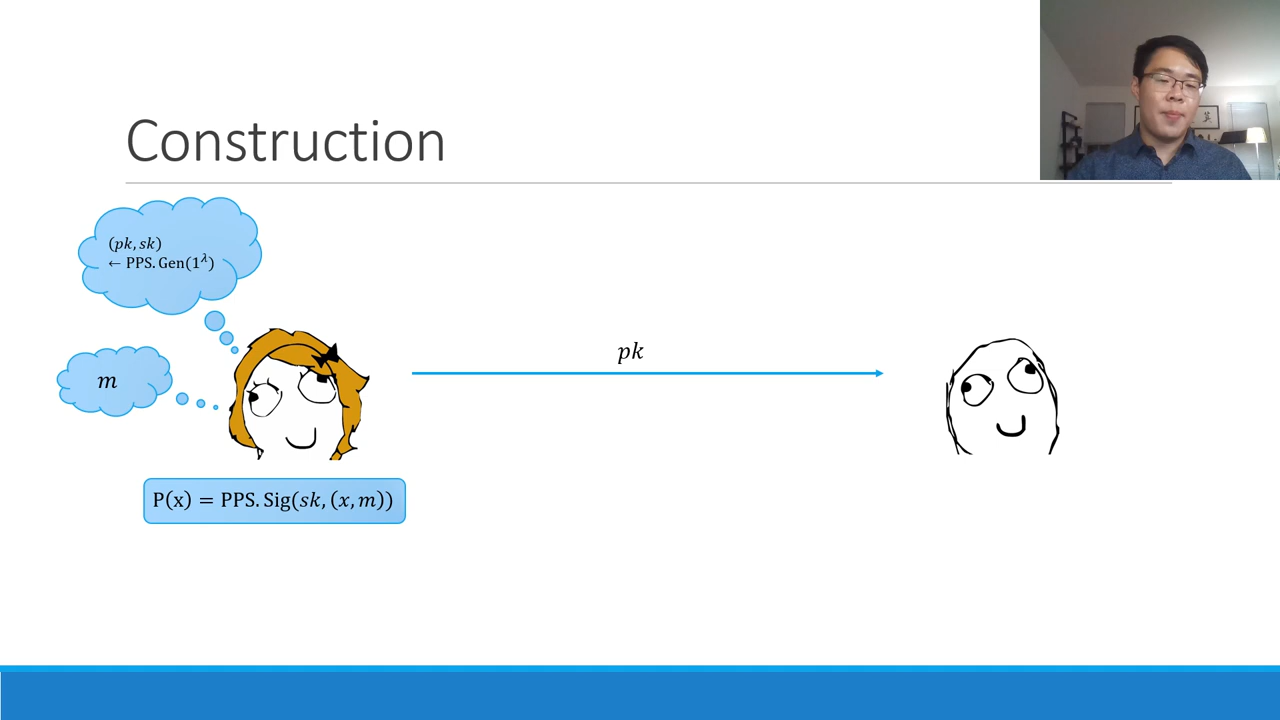 Construction
(pk, sk)
← PPS.Gen(1^λ)
pk
m
P(x) = PPS.Sig(sk, (x, m))